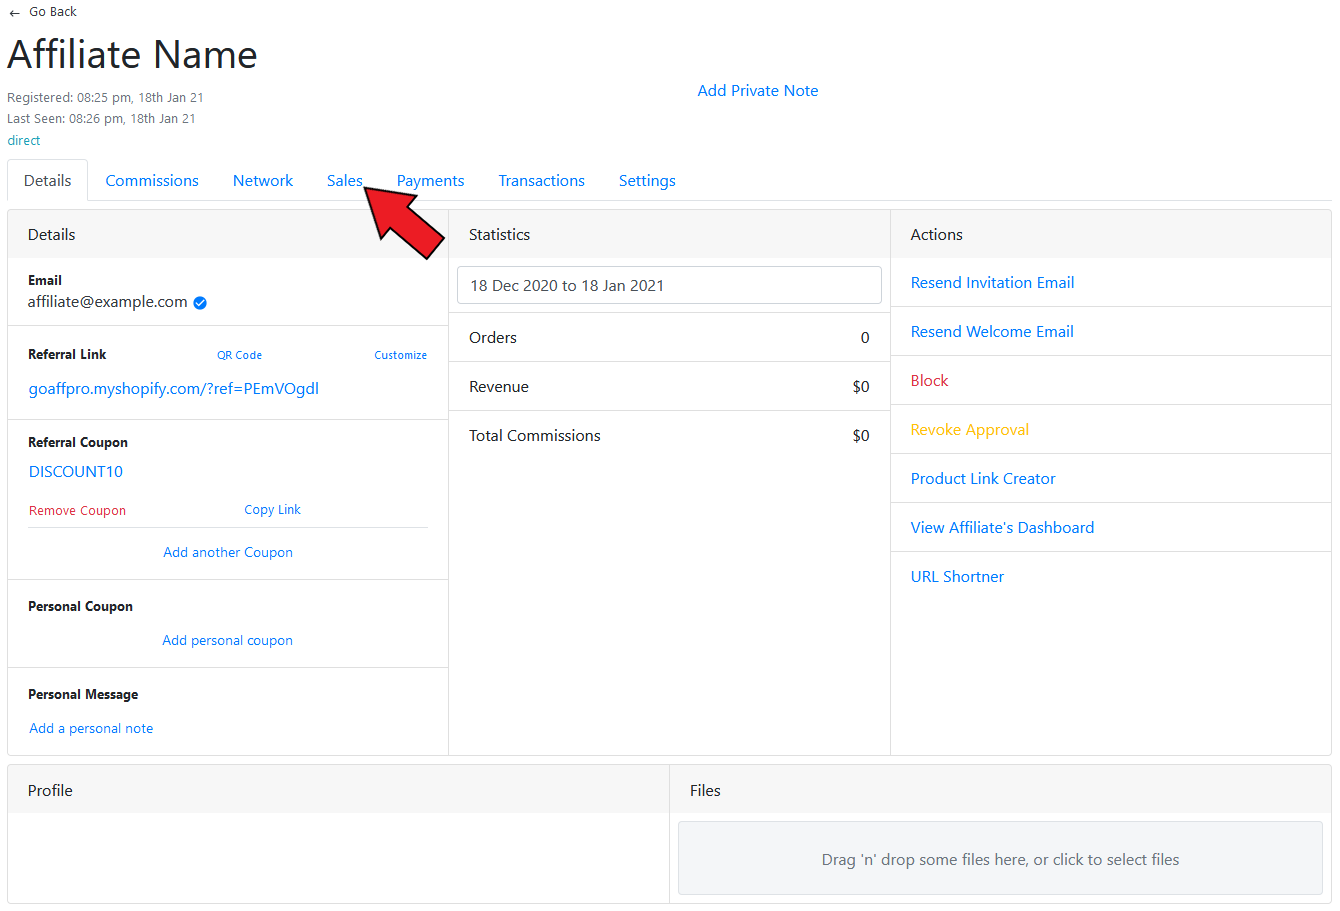 ← Go Back
Affiliate Name
Registered: 08:25 pm, 18th Jan 21
Last Seen: 08:26 pm, 18th Jan 21
direct
Add Private Note
Details Commissions Network Sales Payments Transactions Settings
Details
Email
affiliate@example.com
Referral Link QR Code Customize
goaffpro.myshopify.com/?ref=PEmVOgdl
Referral Coupon
DISCOUNT10
Remove Coupon Copy Link
Add another Coupon
Personal Coupon
Add personal coupon
Personal Message
Add a personal note
Statistics
18 Dec 2020 to 18 Jan 2021
Orders 0
Revenue $0
Total Commissions $0
Actions
Resend Invitation Email
Resend Welcome Email
Block
Revoke Approval
Product Link Creator
View Affiliate's Dashboard
URL Shortner
Profile
Files
Drag 'n' drop some files here, or click to select files